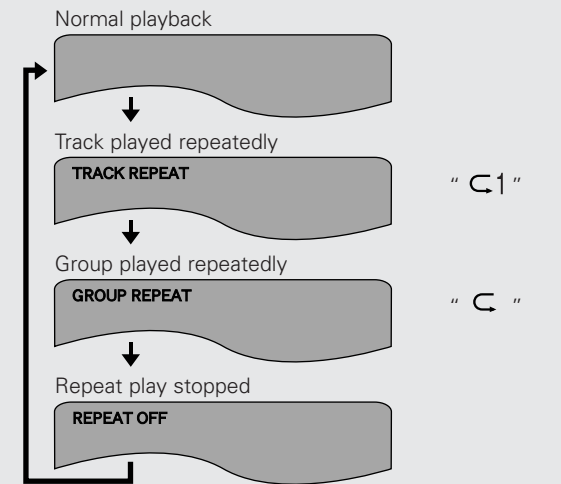 Normal playback
Track played repeatedly
TRACK REPEAT
“ ⊂1 ”
Group played repeatedly
GROUP REPEAT
“ ⊂ ”
Repeat play stopped
REPEAT OFF